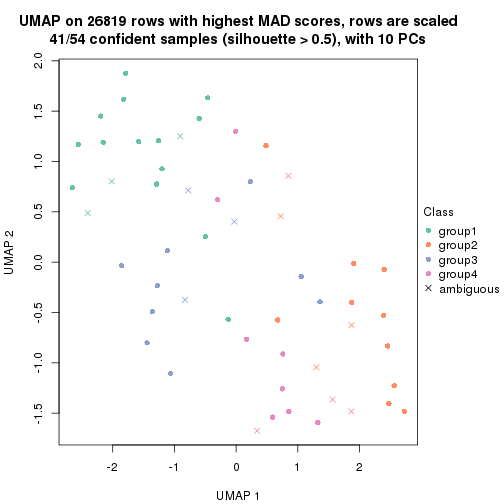 UMAP on 26819 rows with highest MAD scores, rows are scaled
41/54 confident samples (silhouette > 0.5), with 10 PCs
2.0
1.5
1.0
0.5
0.0
-0.5
-1.0
-1.5
UMAP 2
-2
-1
0
1
2
UMAP 1
Class
group1
group2
group3
group4
ambiguous